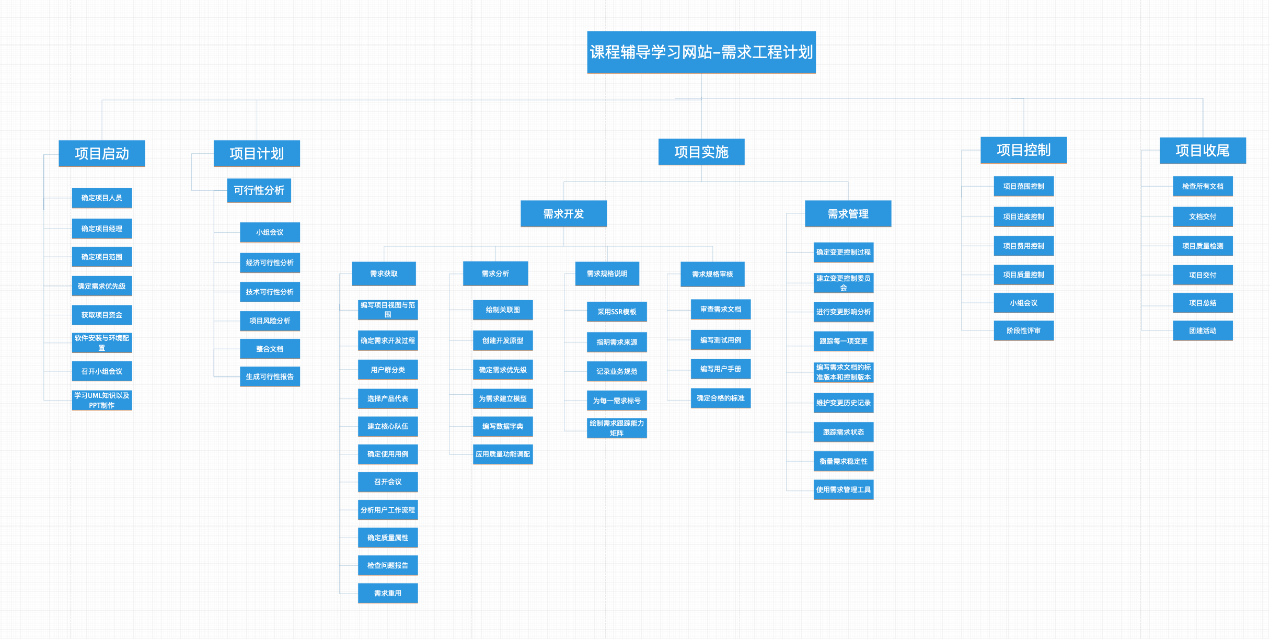 课程辅导学习网站-需求工程计划
项目启动
确定项目人员
确定项目经理
确定项目范围
确定需求优先级
获取项目资金
软件安装与环境配
置
召开小组会议
学习UML知识以及
PPT制作
项目计划
可行性分析
小组会议
经济可行性分析
技术可行性分析
项目风险分析
整合文档
生成可行性报告
项目实施
需求开发
需求获取
编写项目视图与范
围
确定需求开发过程
用户群分类
选择产品代表
建立核心队伍
确定使用用例
召开会议
分析用户工作流程
确定质量属性
检查问题报告
需求重用
需求分析
绘制关联图
创建开发原型
确定需求优先级
为需求建立模型
编写数据字典
应用质量功能调配
需求规格说明
采用SSR模板
指明需求来源
记录业务规范
为每一需求标号
绘制需求跟踪能力
矩阵
需求规格审核
审查需求文档
编写测试用例
编写用户手册
确定合格的标准
需求管理
确定变更控制过程
建立变更控制委员
会
进行变更影响分析
跟踪每一项变更
编写需求文档的标
准版本和控制版本
维护变更历史记录
跟踪需求状态
衡量需求稳定性
使用需求管理工具
项目控制
项目范围控制
项目进度控制
项目费用控制
项目质量控制
小组会议
阶段性评审
项目收尾
检查所有文档
文档交付
项目质量检测
项目交付
项目总结
团建活动